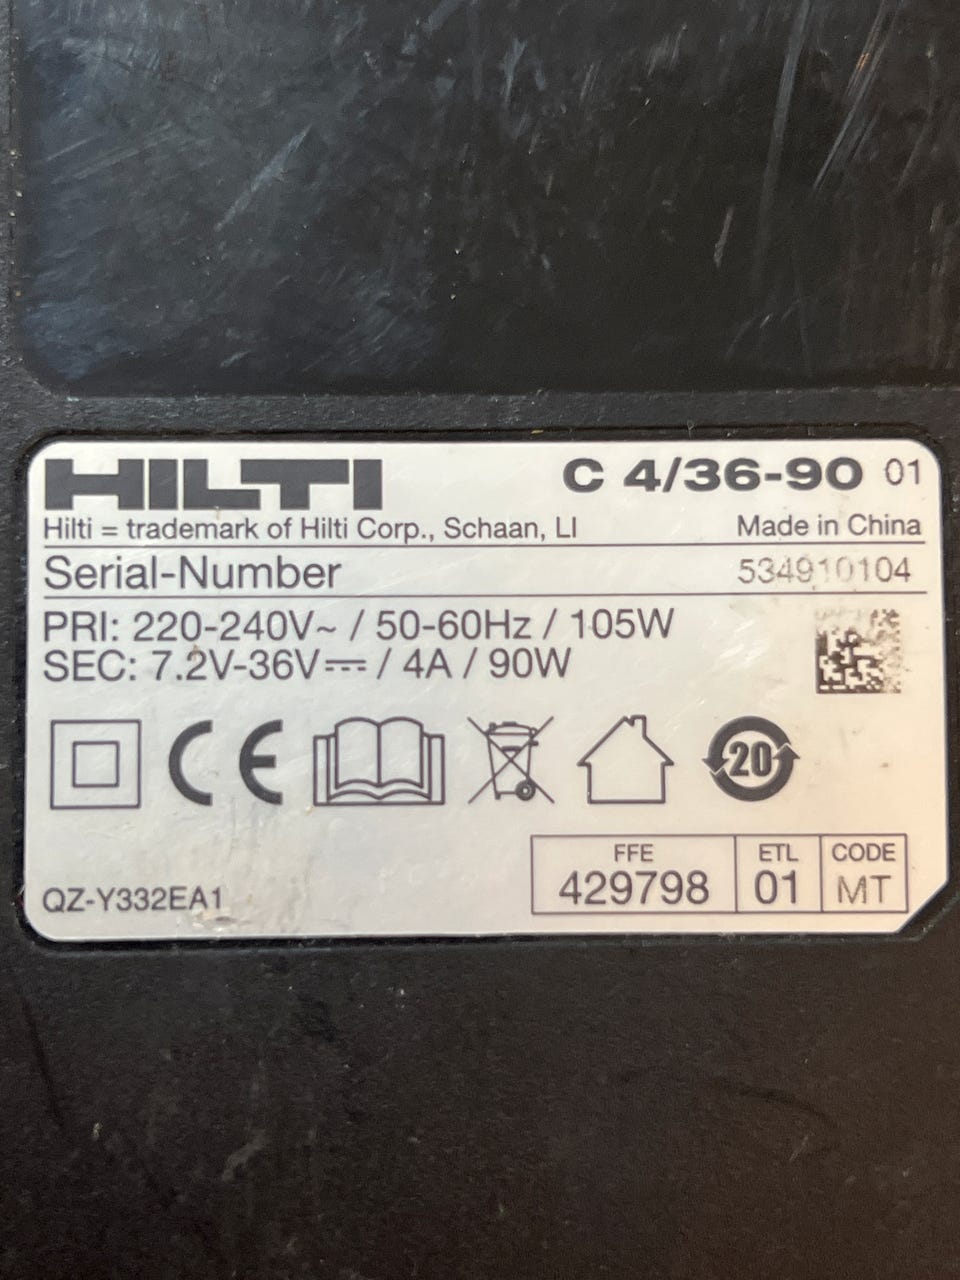 HILTI C 4/36-90 01
Hilti = trademark of Hilti Corp., Schaan, LI Made in China
Serial-Number 534910104
PRI: 220-240V~ / 50-60Hz / 105W
SEC: 7.2V-36V⎓ / 4A / 90W
CE 20
FFE ETL CODE
429798 01 MT
QZ-Y332EA1